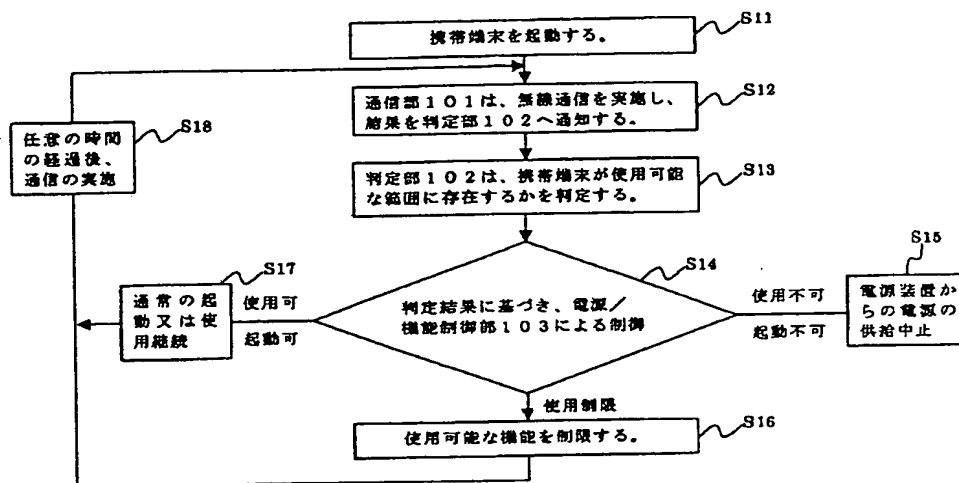 S11
携帯端末を起動する。
S12
通信部101は、無線通信を実施し、
結果を判定部102へ通知する。
S18
任意の時間
の経過後、
通信の実施
S13
判定部102は、携帯端末が使用可能
な範囲に存在するかを判定する。
S14
判定結果に基づき、電源／
機能制御部103による制御
S17
通常の起
動又は使
用継続
使用可
起動可
使用不可
起動不可
S15
電源装置か
らの電源の
供給中止
使用制限
S16
使用可能な機能を制限する。